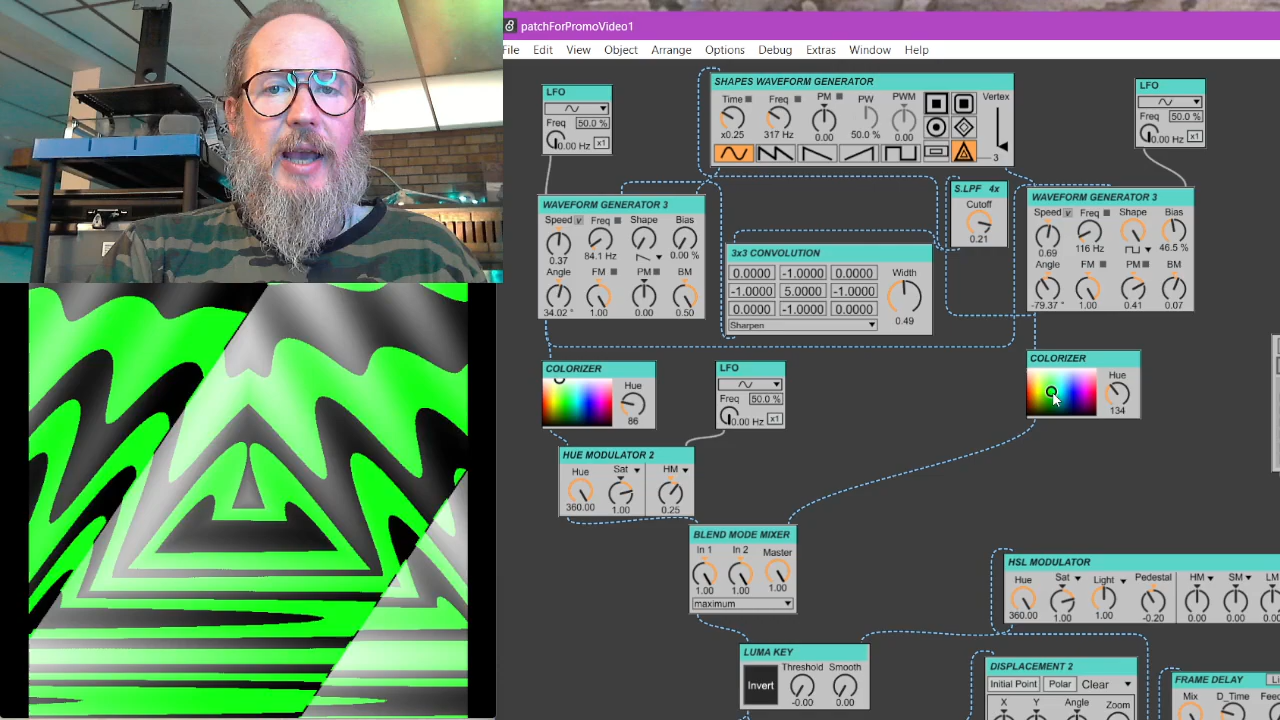 patchForPromoVideo1
File Edit View Object Arrange Options Debug Extras Window Help
LFO
Freq 50.0 %
0.00 Hz x1
SHAPES WAVEFORM GENERATOR
Time Freq PM PW PWM Vertex
x0.25 317 Hz 0.00 50.0 % 0.00
3
LFO
Freq 50.0 %
0.00 Hz x1
WAVEFORM GENERATOR 3
Speed v Freq Shape Bias
0.37 84.1 Hz 0.00 %
Angle FM PM BM
34.02 ° 1.00 0.00 0.50
S.LPF 4x
Cutoff
0.21
WAVEFORM GENERATOR 3
Speed v Freq Shape Bias
0.69 116 Hz 46.5 %
Angle FM PM BM
-79.37 ° 1.00 0.41 0.07
3x3 CONVOLUTION
0.0000 -1.0000 0.0000 Width
-1.0000 5.0000 -1.0000
0.0000 -1.0000 0.0000
Sharpen 0.49
COLORIZER
Hue
86
LFO
Freq 50.0 %
0.00 Hz x1
COLORIZER
Hue
134
HUE MODULATOR 2
Hue Sat HM
360.00 1.00 0.25
BLEND MODE MIXER
In 1 In 2 Master
1.00 1.00 1.00
maximum
HSL MODULATOR
Hue Sat Light Pedestal HM SM LM
360.00 1.00 1.00 -0.20 0.00 0.00
LUMA KEY
Invert Threshold Smooth
-0.00 0.00
DISPLACEMENT 2
Initial Point Polar Clear
X Y Angle Zoom
FRAME DELAY
Mix D_Time